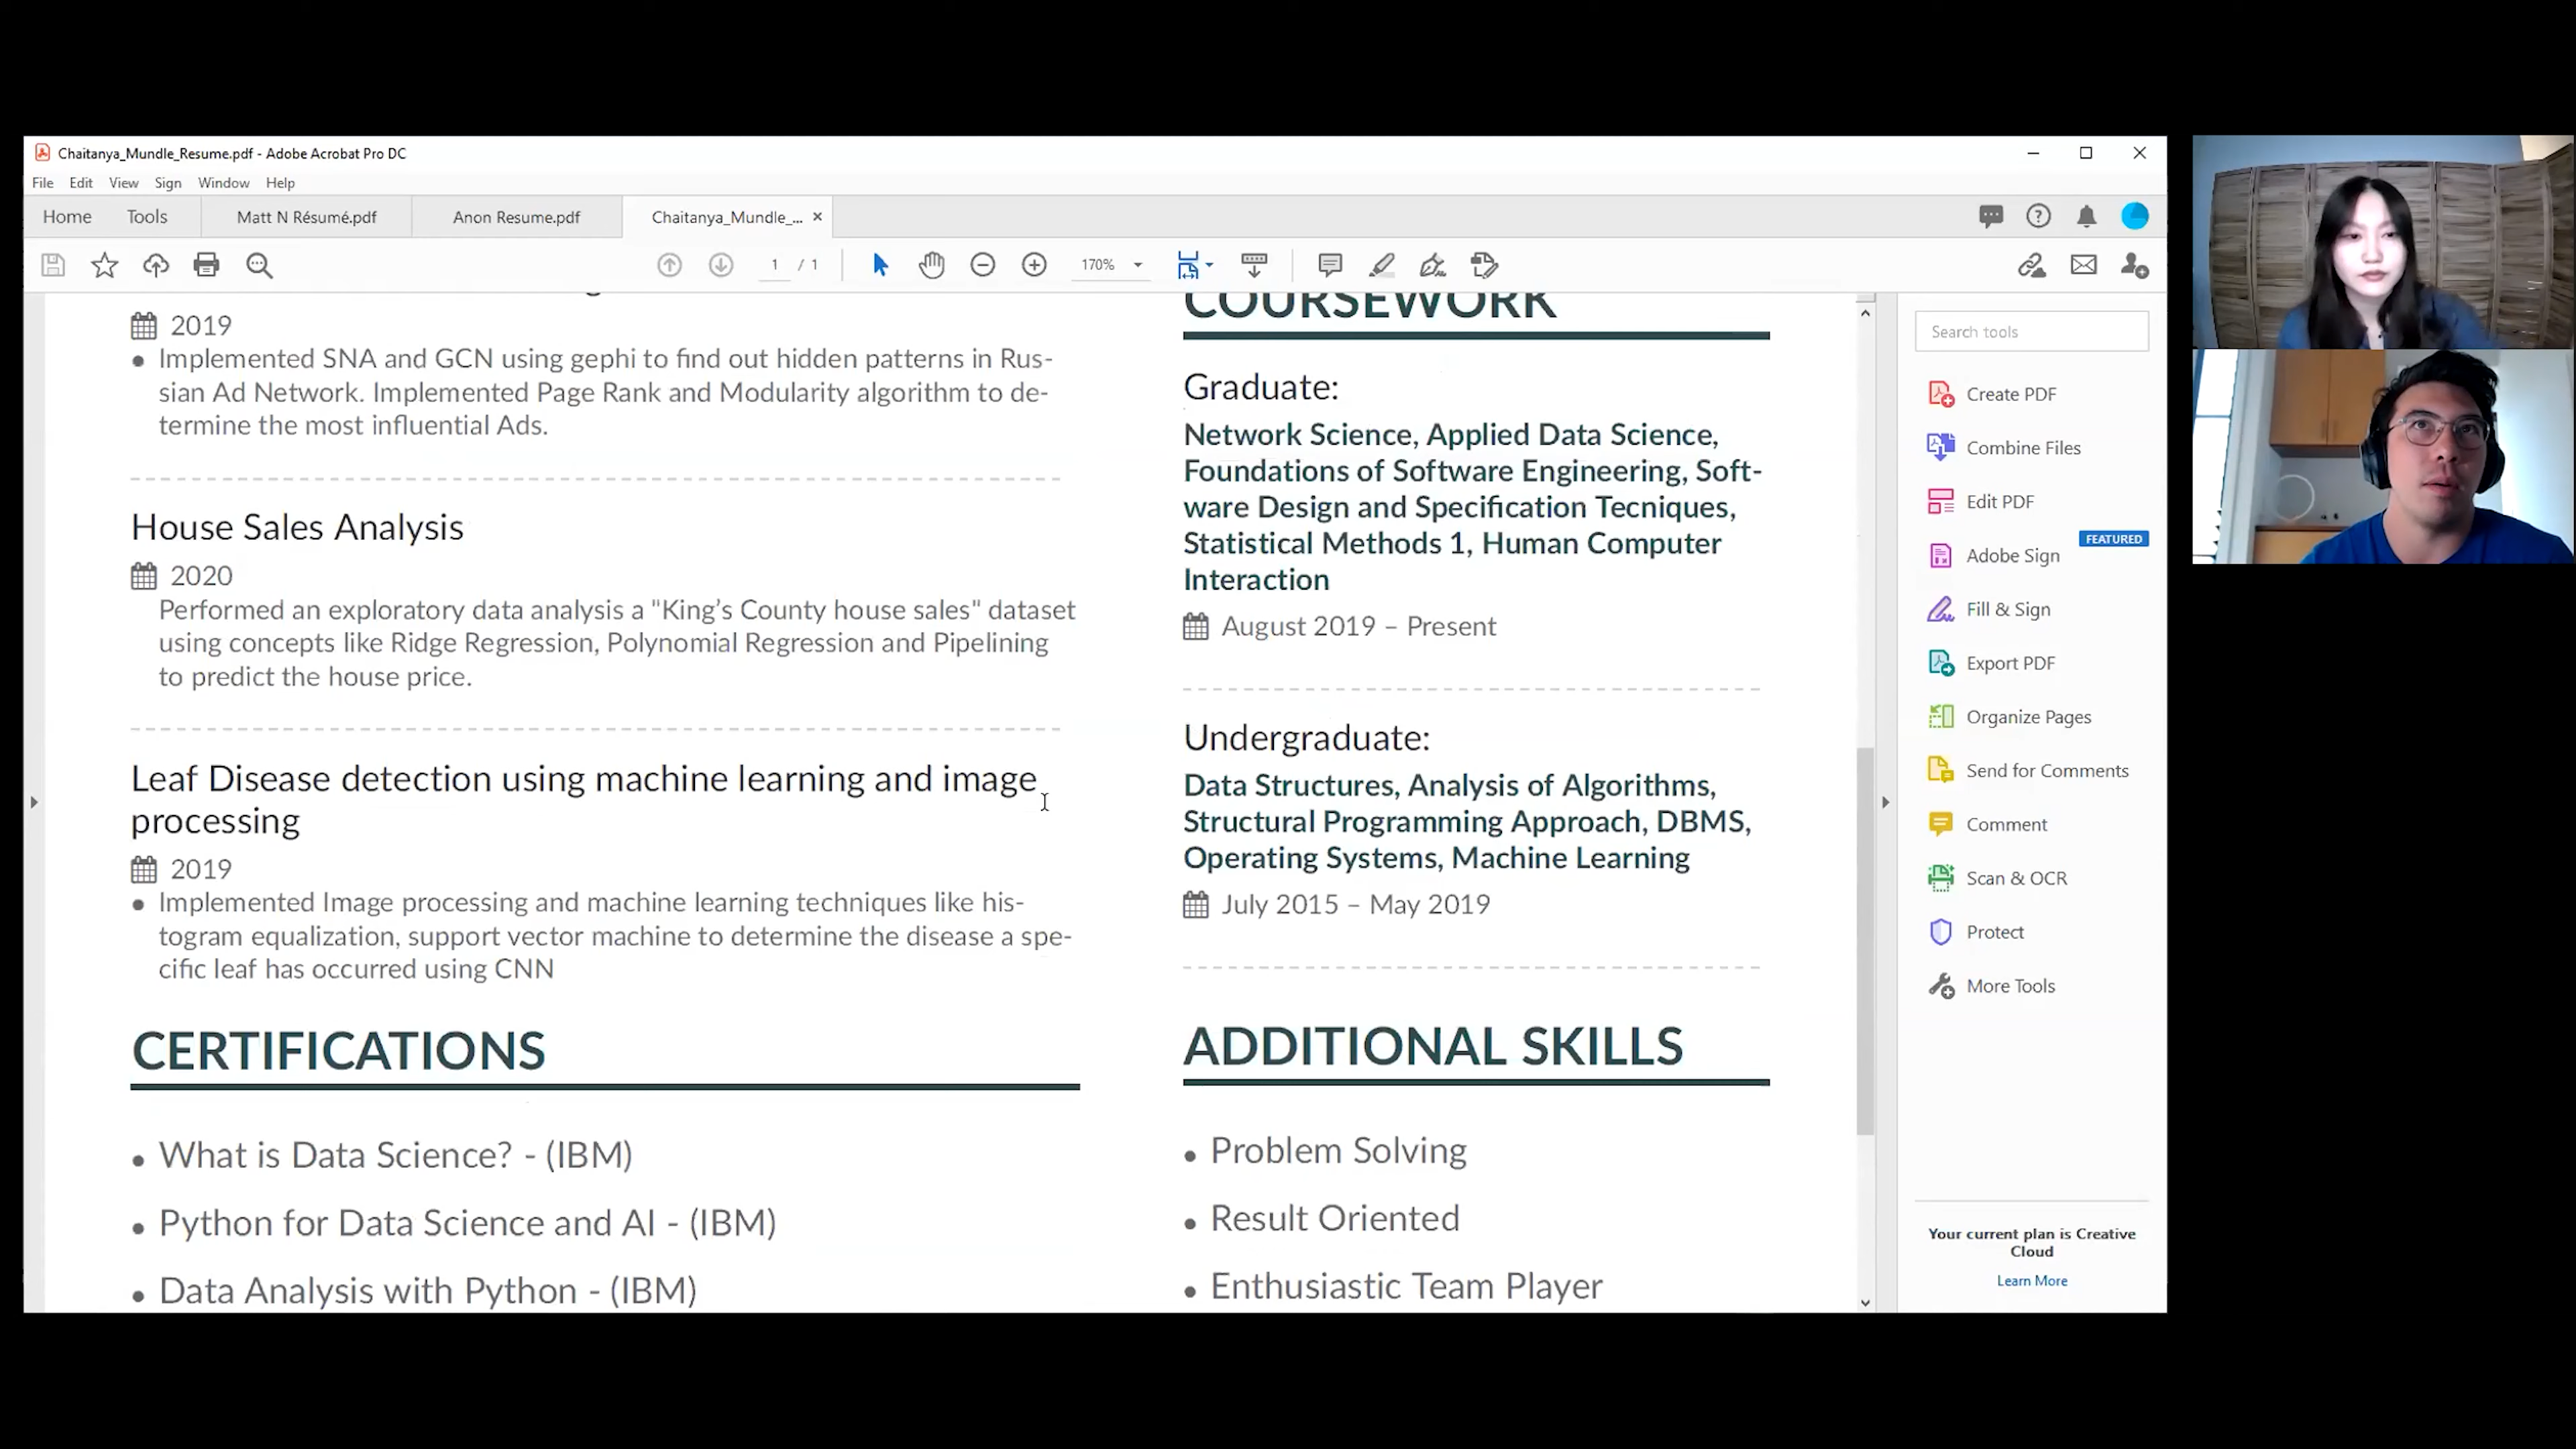 Chaitanya_Mundle_Resume.pdf - Adobe Acrobat Pro DC
File Edit View Sign Window Help
Home Tools Matt N Résumé.pdf Anon Resume.pdf Chaitanya_Mundle_...
1 / 1 170%
2019
Implemented SNA and GCN using gephi to find out hidden patterns in Rus-
sian Ad Network. Implemented Page Rank and Modularity algorithm to de-
termine the most influential Ads.
House Sales Analysis
2020
Performed an exploratory data analysis a "King's County house sales" dataset
using concepts like Ridge Regression, Polynomial Regression and Pipelining
to predict the house price.
Leaf Disease detection using machine learning and image
processing
2019
Implemented Image processing and machine learning techniques like his-
togram equalization, support vector machine to determine the disease a spe-
cific leaf has occurred using CNN
CERTIFICATIONS
What is Data Science? - (IBM)
Python for Data Science and AI - (IBM)
Data Analysis with Python - (IBM)
COURSEWORK
Graduate:
Network Science, Applied Data Science,
Foundations of Software Engineering, Soft-
ware Design and Specification Tecniques,
Statistical Methods 1, Human Computer
Interaction
August 2019 – Present
Undergraduate:
Data Structures, Analysis of Algorithms,
Structural Programming Approach, DBMS,
Operating Systems, Machine Learning
July 2015 – May 2019
ADDITIONAL SKILLS
Problem Solving
Result Oriented
Enthusiastic Team Player
Search tools
Create PDF
Combine Files
Edit PDF
FEATURED
Adobe Sign
Fill & Sign
Export PDF
Organize Pages
Send for Comments
Comment
Scan & OCR
Protect
More Tools
Your current plan is Creative
Cloud
Learn More